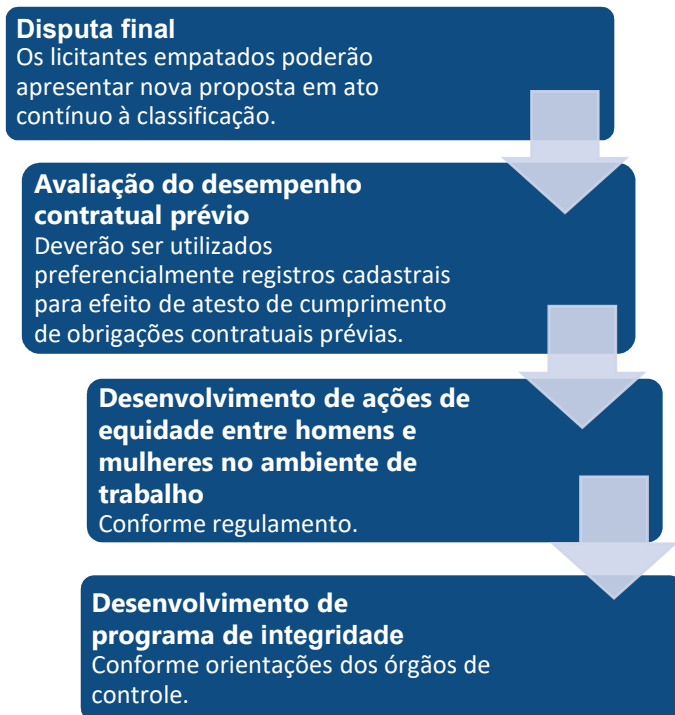 Disputa final
Os licitantes empatados poderão
apresentar nova proposta em ato
contínuo à classificação.
Avaliação do desempenho
contratual prévio
Deverão ser utilizados
preferencialmente registros cadastrais
para efeito de atesto de cumprimento
de obrigações contratuais prévias.
Desenvolvimento de ações de
equidade entre homens e
mulheres no ambiente de
trabalho
Conforme regulamento.
Desenvolvimento de
programa de integridade
Conforme orientações dos órgãos de
controle.